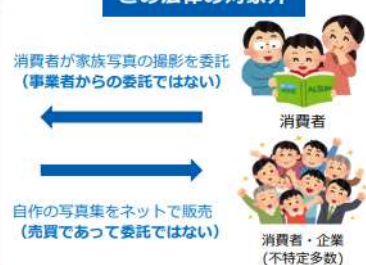 この法律の対象外
消費者が家族写真の撮影を委託
（事業者からの委託ではない）
ALBUM
消費者
自作の写真集をネットで販売
（売買であって委託ではない）
消費者・企業
(不特定多数)